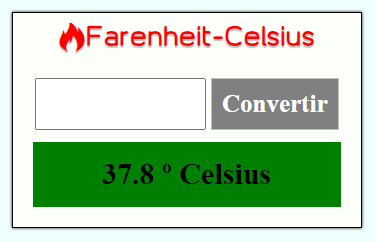 Farenheit-Celsius
Convertir
37.8 º Celsius